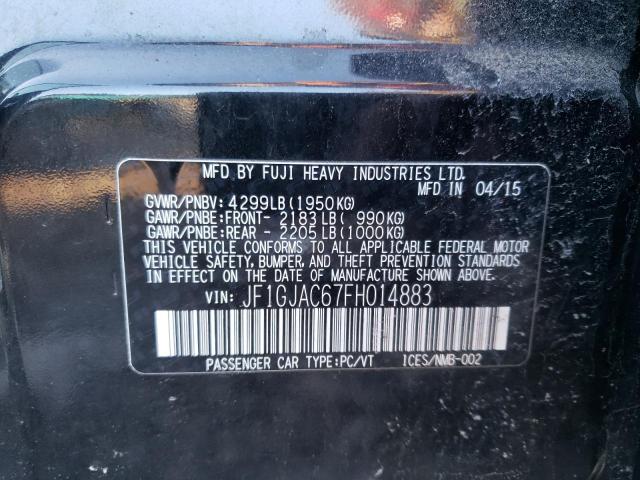 MFD BY FUJI HEAVY INDUSTRIES LTD.
MFD IN 04/15
GVWR/PNBV: 4299LB(1950KG)
GAWR/PNBE:FRONT- 2183LB( 990KG)
GAWR/PNBE:REAR - 2205LB(1000KG)
THIS VEHICLE CONFORMS TO ALL APPLICABLE FEDERAL MOTOR
VEHICLE SAFETY,BUMPER,AND THEFT PREVENTION STANDARDS
IN EFFECT ON THE DATE OF MANUFACTURE SHOWN ABOVE.
VIN: JF1GJAC67FH014883
PASSENGER CAR TYPE:PC/VT ICES/NMB-002